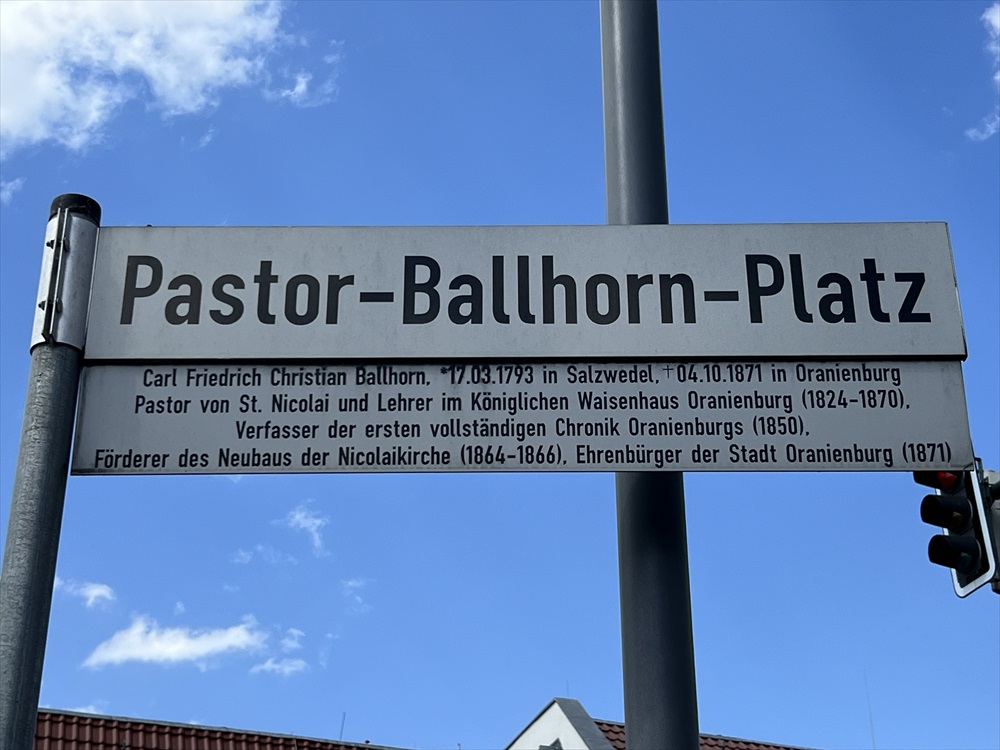 Pastor-Ballhorn-Platz
Carl Friedrich Christian Ballhorn, *17.03.1793 in Salzwedel, †04.10.1871 in Oranienburg
Pastor von St. Nicolai und Lehrer im Königlichen Waisenhaus Oranienburg (1824-1870),
Verfasser der ersten vollständigen Chronik Oranienburgs (1850),
Förderer des Neubaus der Nicolaikirche (1864-1866), Ehrenbürger der Stadt Oranienburg (1871)